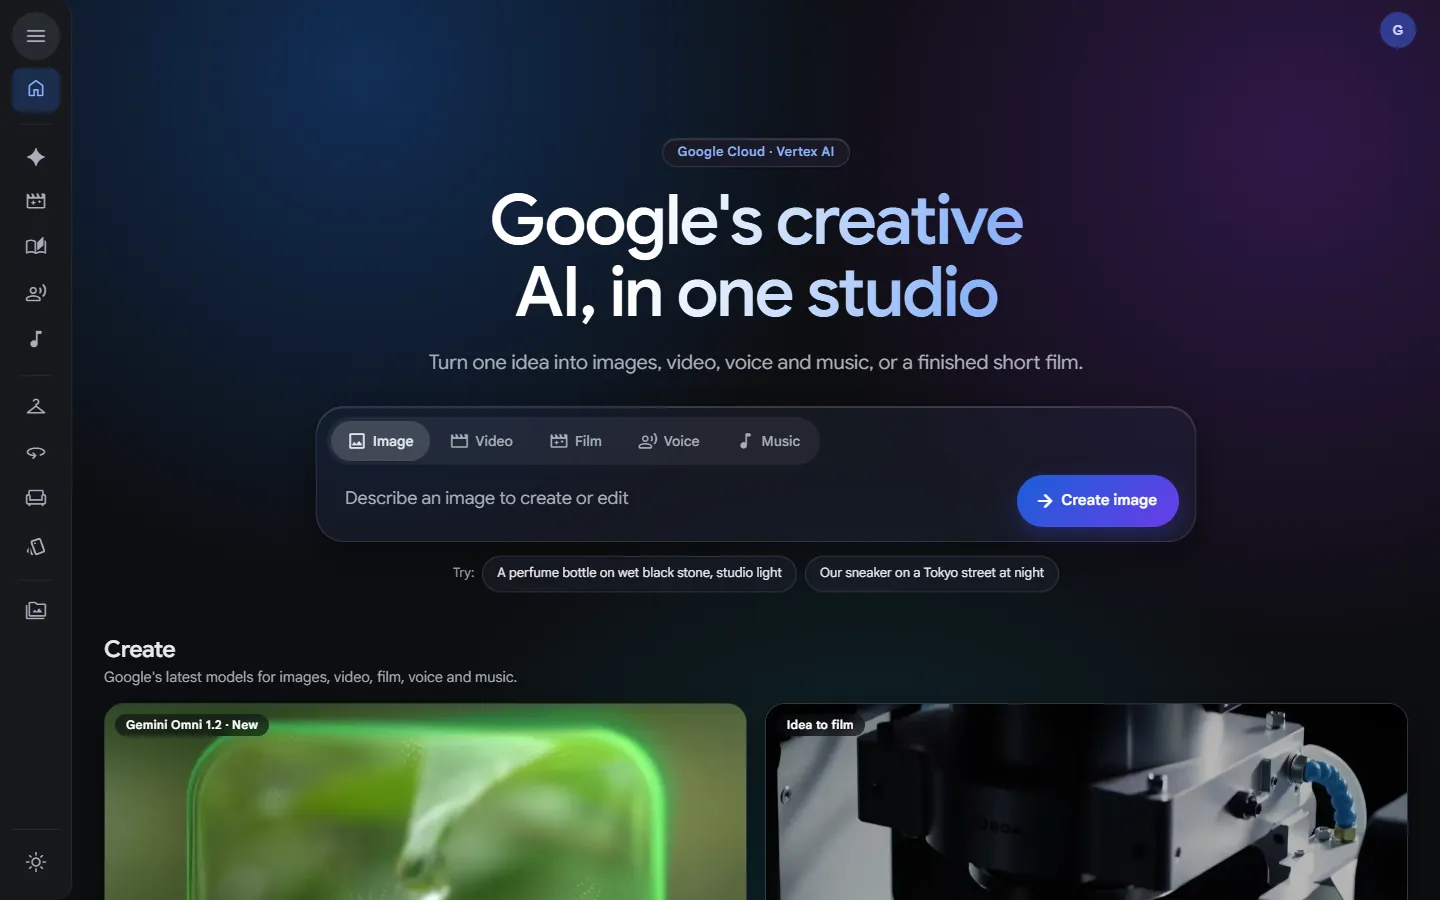 G
Google Cloud · Vertex AI
Google's creative
AI, in one studio
Turn one idea into images, video, voice and music, or a finished short film.
Image Video Film Voice Music
Describe an image to create or edit
Create image
Try: A perfume bottle on wet black stone, studio light Our sneaker on a Tokyo street at night
Create
Google's latest models for images, video, film, voice and music.
Gemini Omni 1.2 · New Idea to film